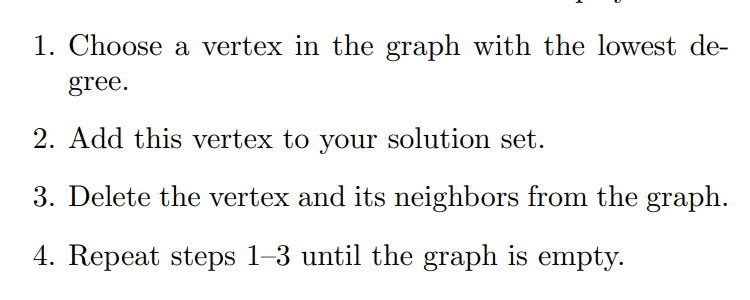 1. Choose a vertex in the graph with the lowest de-
gree.
2. Add this vertex to your solution set.
3. Delete the vertex and its neighbors from the graph.
4. Repeat steps 1–3 until the graph is empty.